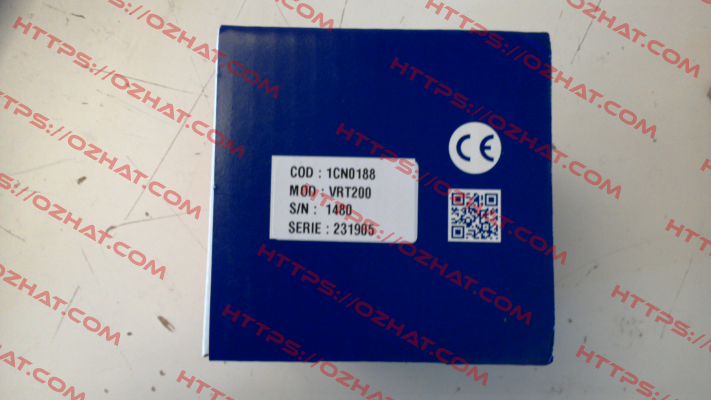 COD : 1CN0188
MOD : VRT200
S/N : 1480
SERIE : 231905
CE
HTTPS://OZHAT.COM